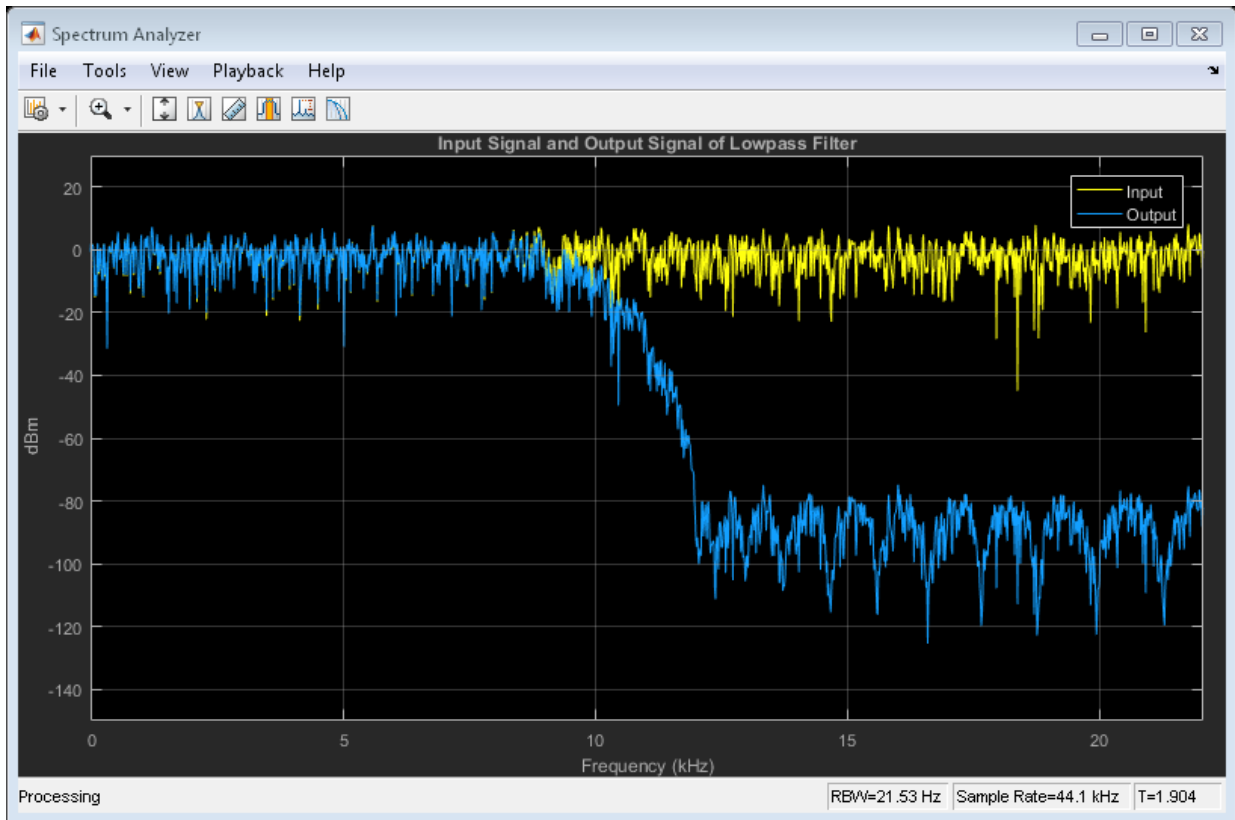 Spectrum Analyzer
File Tools View Playback Help
Input Signal and Output Signal of Lowpass Filter
Input
Output
20
0
-20
-40
-60
-80
-100
-120
-140
dBm
0 5 10 15 20
Frequency (kHz)
Processing RBW=21.53 Hz Sample Rate=44.1 kHz T=1.904